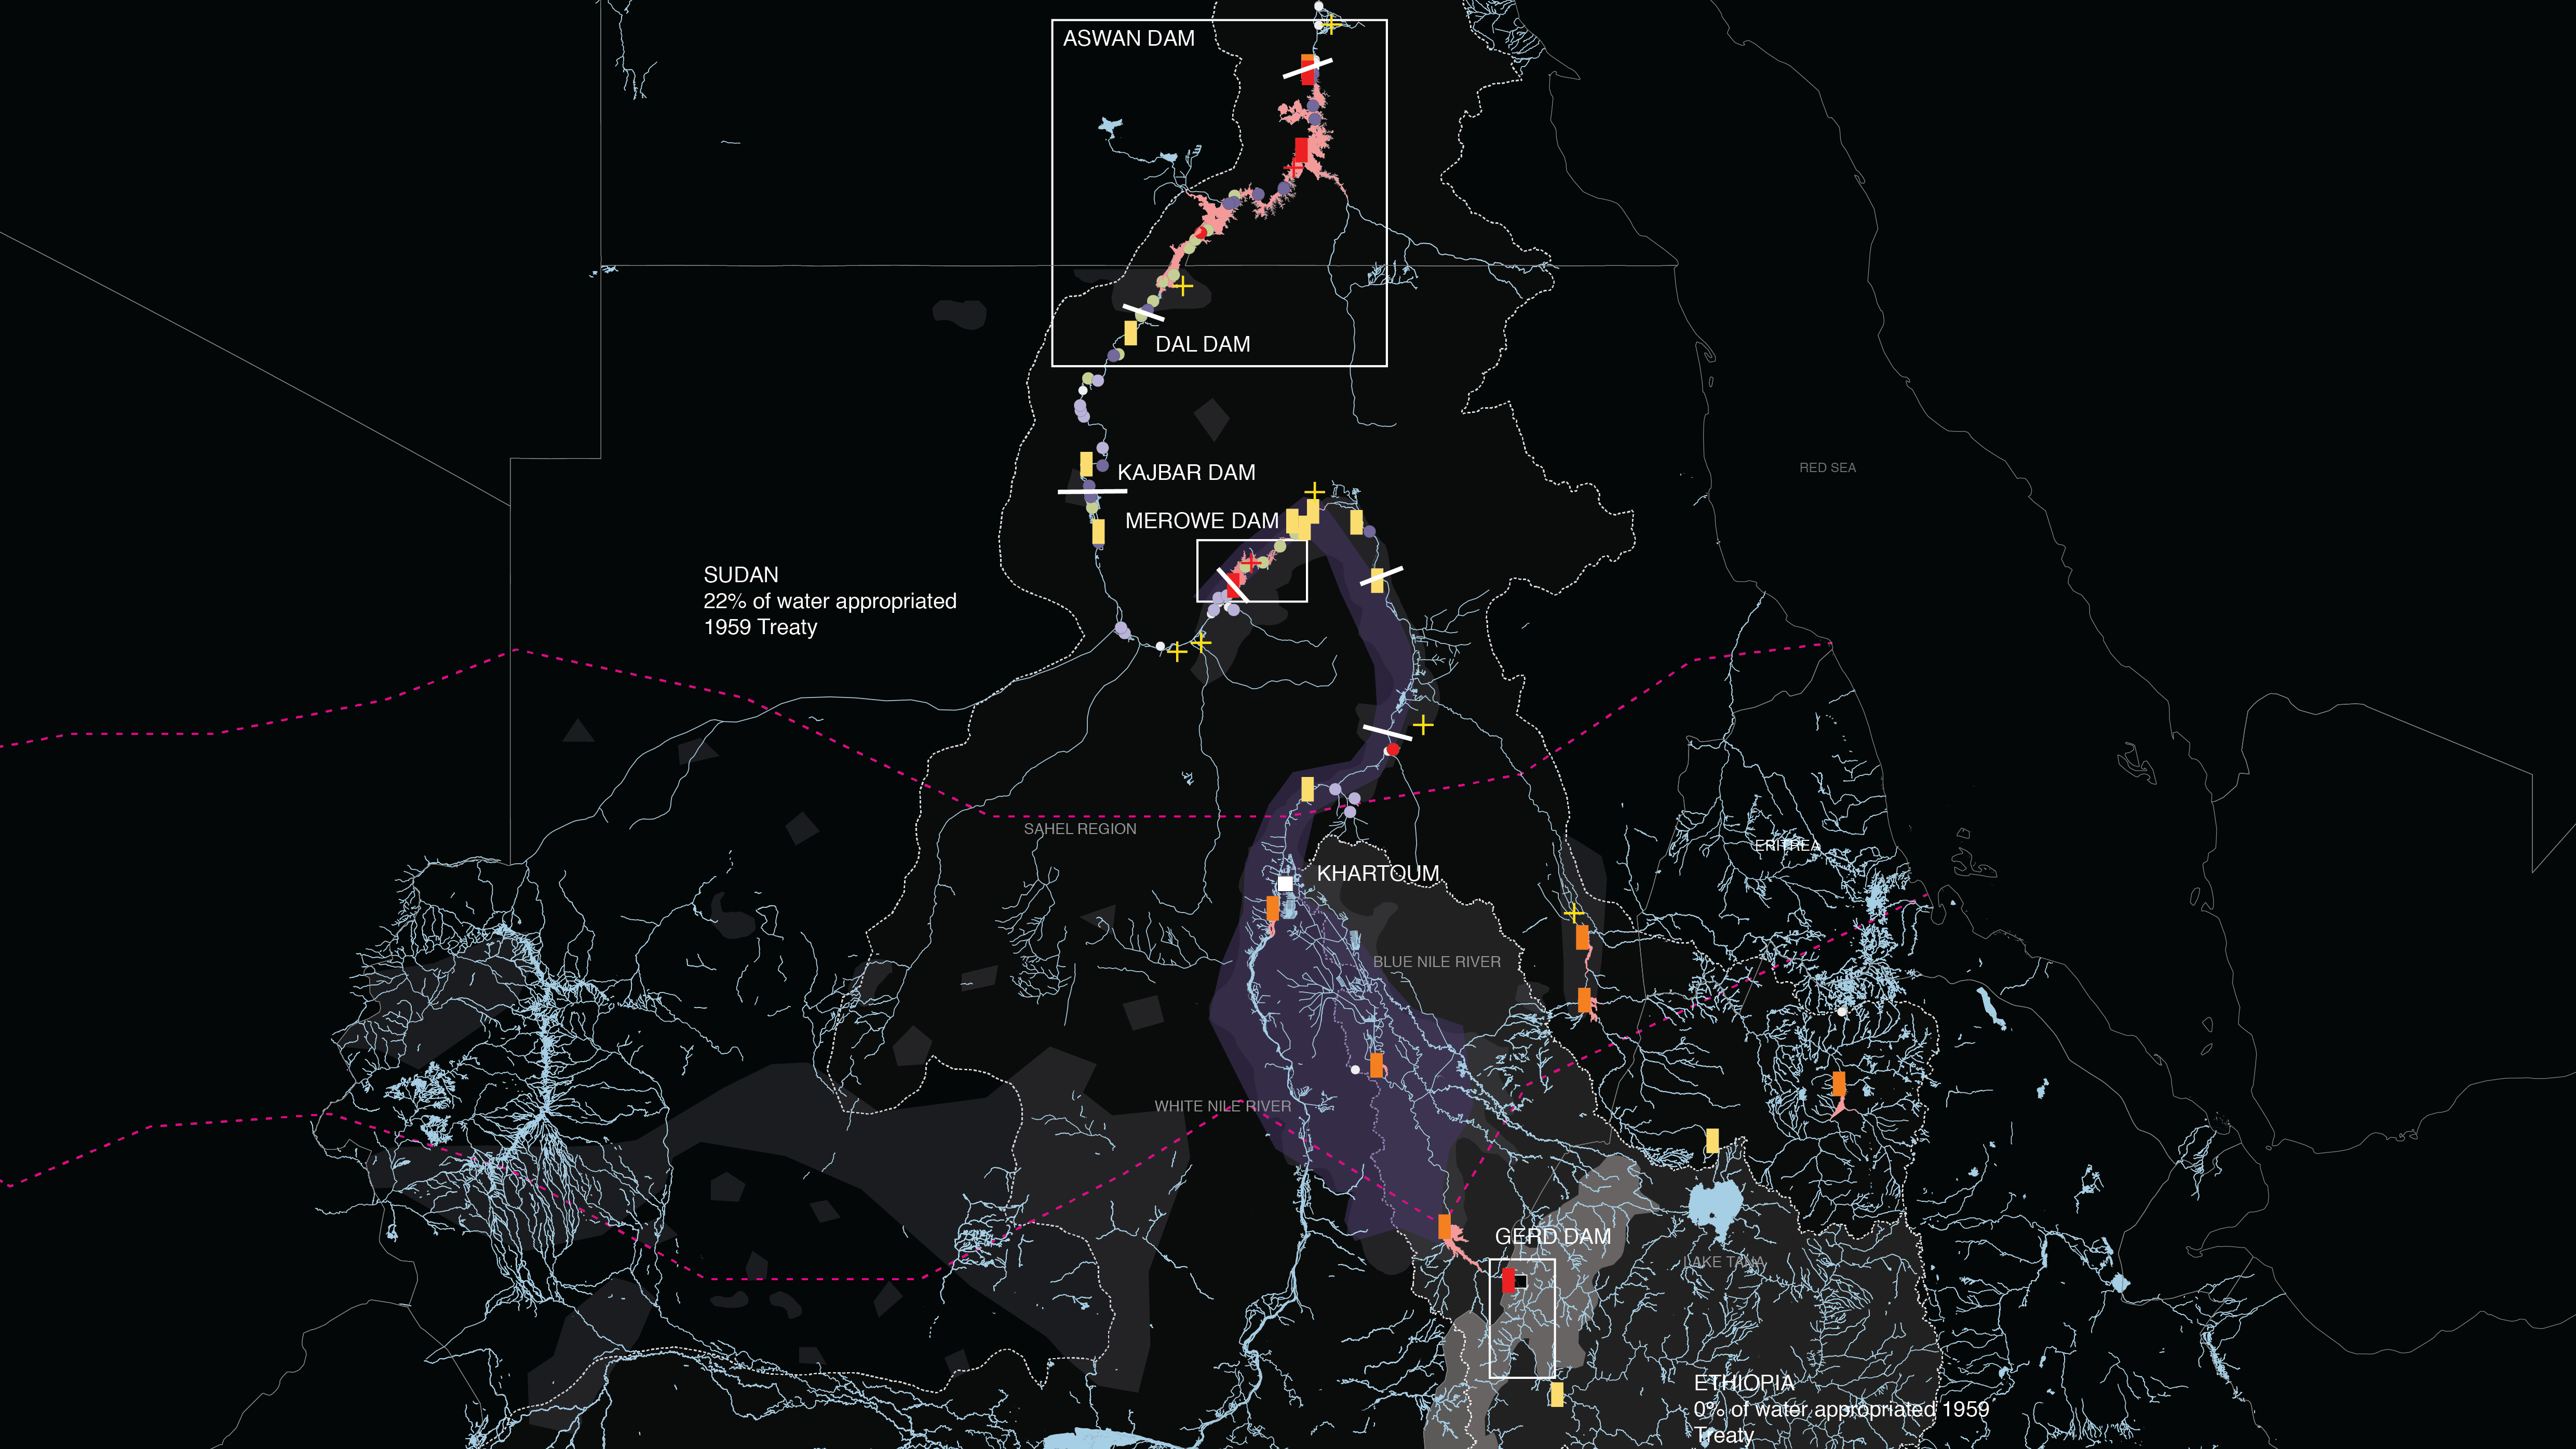 ASWAN DAM
DAL DAM
RED SEA
KAJBAR DAM
MEROWE DAM
SUDAN
22% of water appropriated
1959 Treaty
SAHEL REGION
ERITREA
KHARTOUM
BLUE NILE RIVER
WHITE NILE RIVER
GERD DAM
LAKE TANA
ETHIOPIA
0% of water appropriated 1959
Treaty